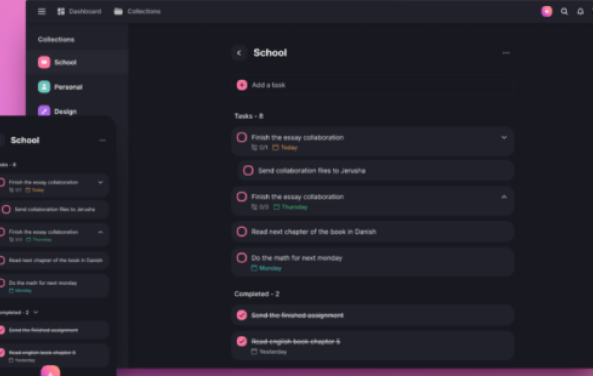 Dashboard
Collections
Collections
School
Personal
Design
School
Add a task
Tasks - 8
Finish the essay collaboration
0/1 Today
Send collaboration files to Jerusha
Finish the essay collaboration
0/3 Thursday
Read next chapter of the book in Danish
Do the math for next monday
Monday
Completed - 2
Send the finished assignment
Read english book chapter 5
Yesterday
School
Finish the essay collaboration
0/1 Today
Send collaboration files to Jerusha
Finish the essay collaboration
0/3 Thursday
Read next chapter of the book in Danish
Do the math for next monday
Monday
Send the finished assignment
Read english book chapter 5
Yesterday